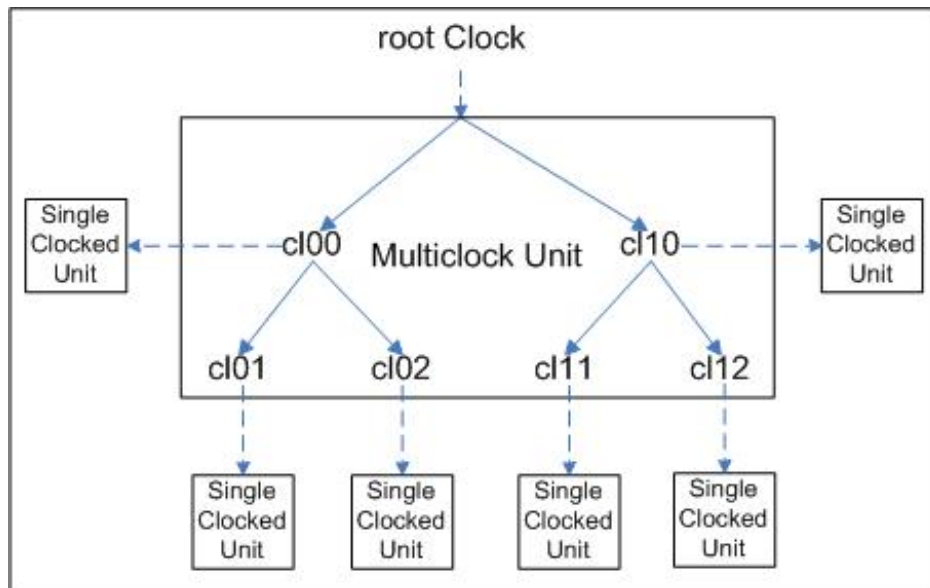 root Clock
Single
Clocked
Unit
cl00
Multiclock Unit
cl10
Single
Clocked
Unit
cl01
cl02
cl11
cl12
Single
Clocked
Unit
Single
Clocked
Unit
Single
Clocked
Unit
Single
Clocked
Unit